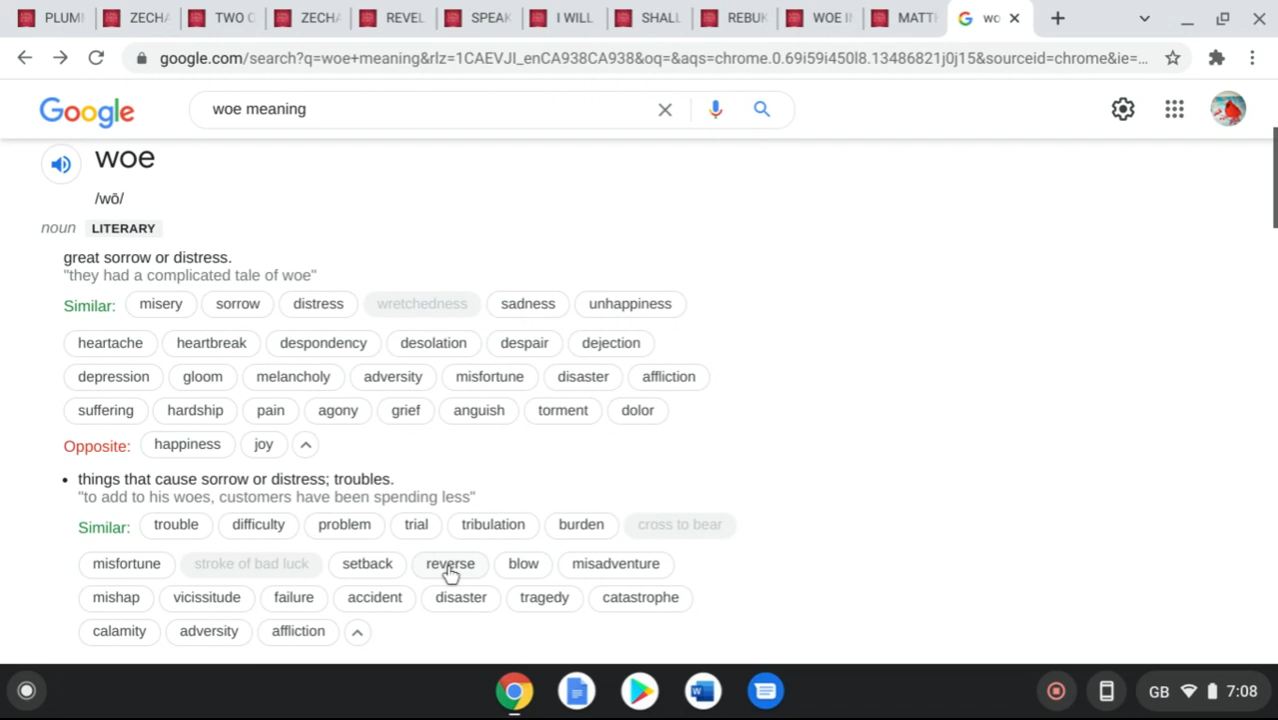 PLUMI
ZECHA
TWO C
ZECHA
REVEL
SPEAK
I WILL
SHALL
REBUK
WOE I
MATTH
wo
google.com/search?q=woe+meaning&rlz=1CAEVJI_enCA938CA938&oq=&aqs=chrome.0.69i59i450l8.13486821j0j15&sourceid=chrome&ie=...
Google
woe meaning
woe
/wō/
noun LITERARY
great sorrow or distress.
"they had a complicated tale of woe"
Similar: misery sorrow distress wretchedness sadness unhappiness
heartache heartbreak despondency desolation despair dejection
depression gloom melancholy adversity misfortune disaster affliction
suffering hardship pain agony grief anguish torment dolor
Opposite: happiness joy
• things that cause sorrow or distress; troubles.
"to add to his woes, customers have been spending less"
Similar: trouble difficulty problem trial tribulation burden cross to bear
misfortune stroke of bad luck setback reverse blow misadventure
mishap vicissitude failure accident disaster tragedy catastrophe
calamity adversity affliction
GB 7:08